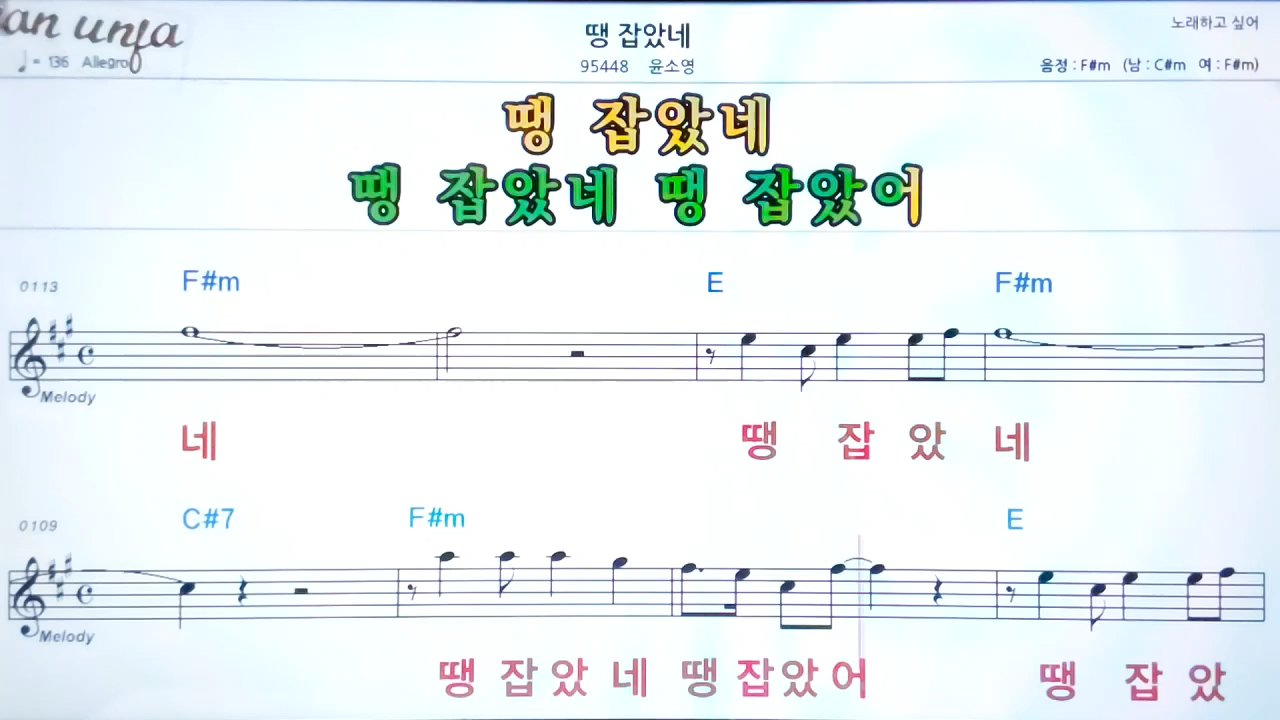 땡 잡았네
노래하고 싶어
♩= 136 Allegro
95448 윤소영
음정 : F#m (남 : C#m 여 : F#m)
땡 잡았네
땡 잡았네 땡 잡았어
0113 F#m E F#m
Melody
네 땡 잡 았 네
0109 C#7 F#m E
Melody
땡 잡 았 네 땡 잡 았 어 땡 잡 았